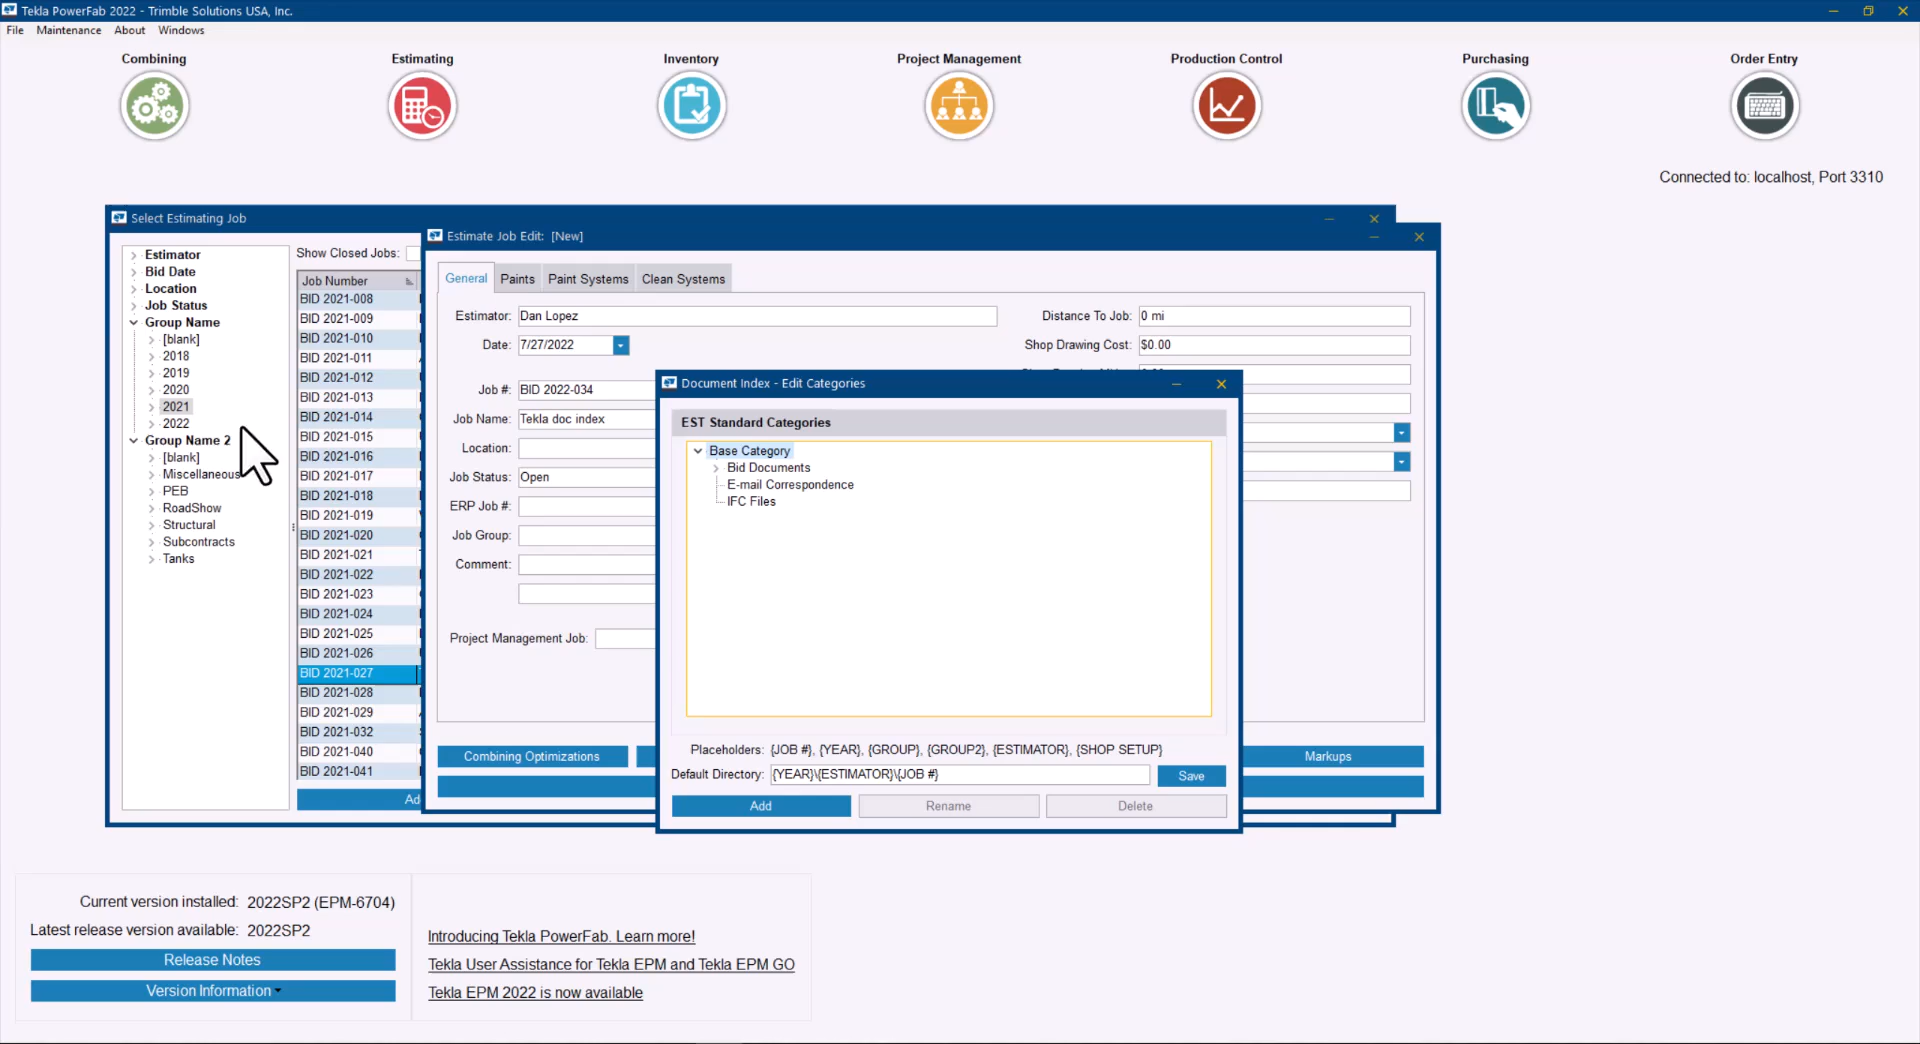 Tekla PowerFab 2022 - Trimble Solutions USA, Inc.
File Maintenance About Windows
Combining Estimating Inventory Project Management Production Control Purchasing Order Entry
Connected to: localhost, Port 3310
Select Estimating Job
Estimator
Bid Date
Location
Job Status
Group Name
[blank]
2018
2019
2020
2021
2022
Group Name 2
[blank]
Miscellaneous
PEB
RoadShow
Structural
Subcontracts
Tanks
Show Closed Jobs:
Job Number
BID 2021-008
BID 2021-009
BID 2021-010
BID 2021-011
BID 2021-012
BID 2021-013
BID 2021-014
BID 2021-015
BID 2021-016
BID 2021-017
BID 2021-018
BID 2021-019
BID 2021-020
BID 2021-021
BID 2021-022
BID 2021-023
BID 2021-024
BID 2021-025
BID 2021-026
BID 2021-027
BID 2021-028
BID 2021-029
BID 2021-032
BID 2021-040
BID 2021-041
Ad
Estimate Job Edit: [New]
General Paints Paint Systems Clean Systems
Estimator: Dan Lopez
Date: 7/27/2022
Job #: BID 2022-034
Job Name: Tekla doc index
Location:
Job Status: Open
ERP Job #:
Job Group:
Comment:
Project Management Job:
Distance To Job: 0 mi
Shop Drawing Cost: $0.00
Combining Optimizations
Markups
Document Index - Edit Categories
EST Standard Categories
Base Category
Bid Documents
E-mail Correspondence
IFC Files
Placeholders: {JOB #}, {YEAR}, {GROUP}, {GROUP2}, {ESTIMATOR}, {SHOP SETUP}
Default Directory: {YEAR}\{ESTIMATOR}\{JOB #}
Save
Add Rename Delete
Current version installed: 2022SP2 (EPM-6704)
Latest release version available: 2022SP2
Release Notes
Version Information
Introducing Tekla PowerFab. Learn more!
Tekla User Assistance for Tekla EPM and Tekla EPM GO
Tekla EPM 2022 is now available